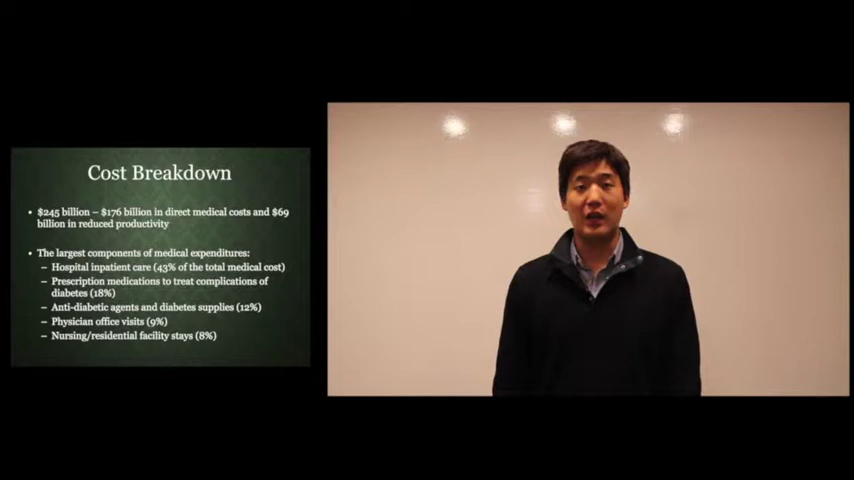 Cost Breakdown
• $245 billion – $176 billion in direct medical costs and $69
billion in reduced productivity
• The largest components of medical expenditures:
– Hospital inpatient care (43% of the total medical cost)
– Prescription medications to treat complications of
diabetes (18%)
– Anti-diabetic agents and diabetes supplies (12%)
– Physician office visits (9%)
– Nursing/residential facility stays (8%)